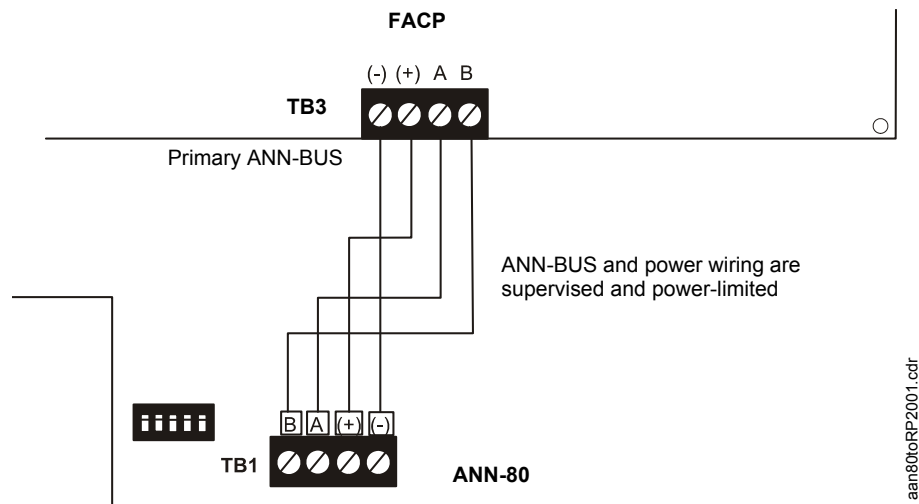 FACP
(-) (+) A B
TB3
Primary ANN-BUS
ANN-BUS and power wiring are
supervised and power-limited
B A (+) (-)
TB1
ANN-80
aan80toRP2001.cdr